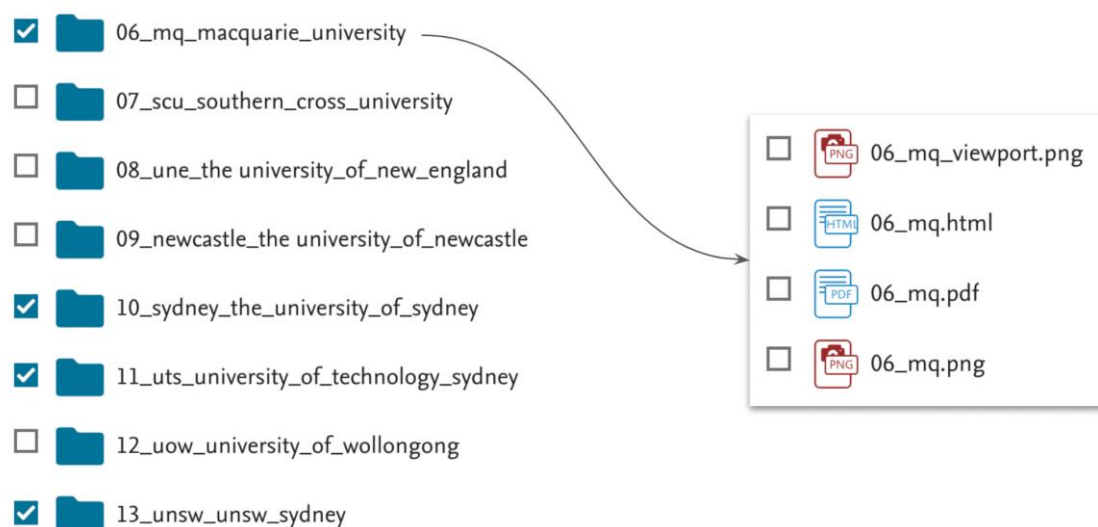 06_mq_macquarie_university
07_scu_southern_cross_university
08_une_the university_of_new_england
09_newcastle_the university_of_newcastle
10_sydney_the_university_of_sydney
11_uts_university_of_technology_sydney
12_uow_university_of_wollongong
13_unsw_unsw_sydney
PNG 06_mq_viewport.png
HTML 06_mq.html
PDF 06_mq.pdf
PNG 06_mq.png